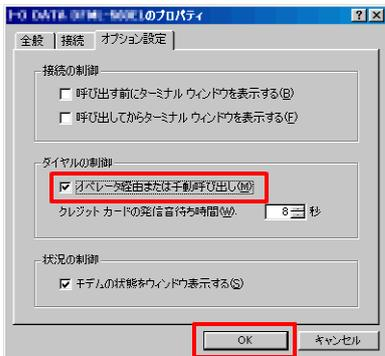 I-O DATA のプロパティ
全般
接続
オプション設定
接続の制御
呼び出す前にターミナル ウィンドウを表示する(B)
呼び出してからターミナル ウィンドウを表示する(F)
ダイヤルの制御
オペレータ経由または手動呼び出し(M)
クレジット カードの発信音待ち時間(W).
8
秒
状況の制御
モデムの状態をウィンドウ表示する(S)
OK
キャンセル